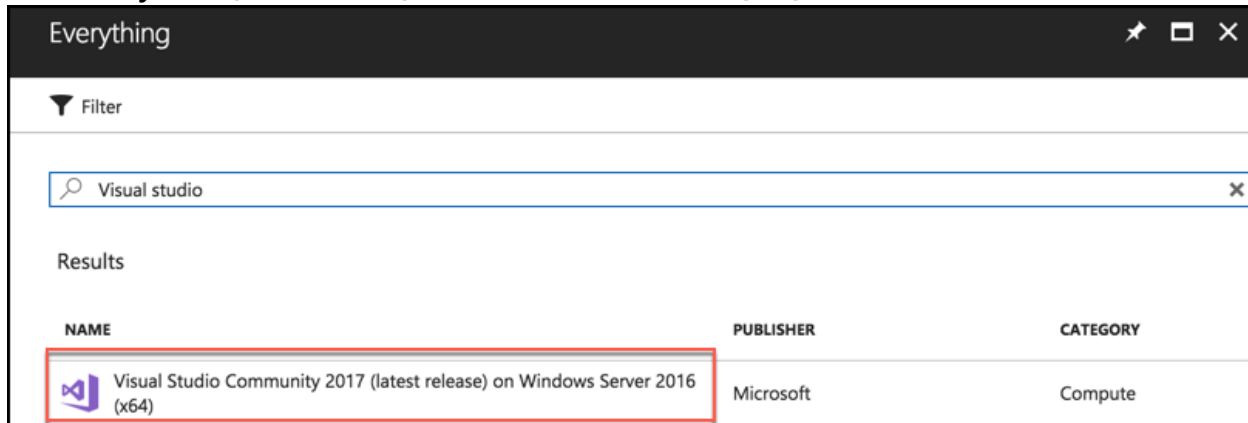 Everything
Filter
Visual studio
Results
NAME PUBLISHER CATEGORY
Visual Studio Community 2017 (latest release) on Windows Server 2016
(x64)
Microsoft Compute